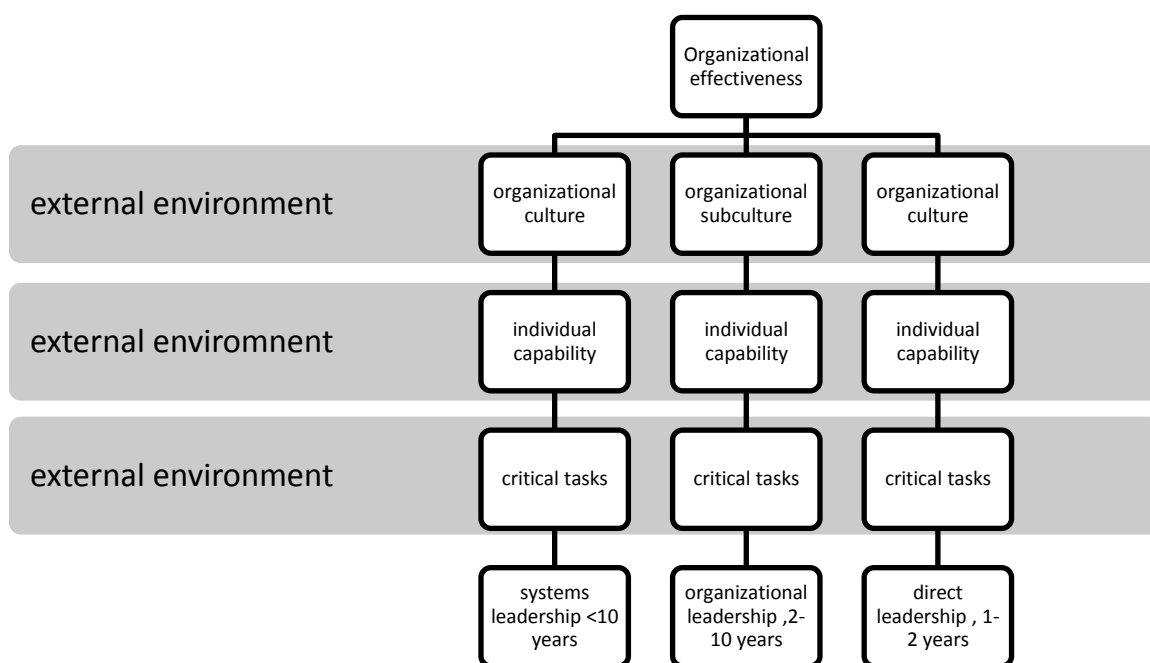 Organizational
effectiveness
external environment
organizational
culture
organizational
subculture
organizational
culture
external enviromnent
individual
capability
individual
capability
individual
capability
external environment
critical tasks
critical tasks
critical tasks
systems
leadership <10
years
organizational
leadership ,2-
10 years
direct
leadership , 1-
2 years